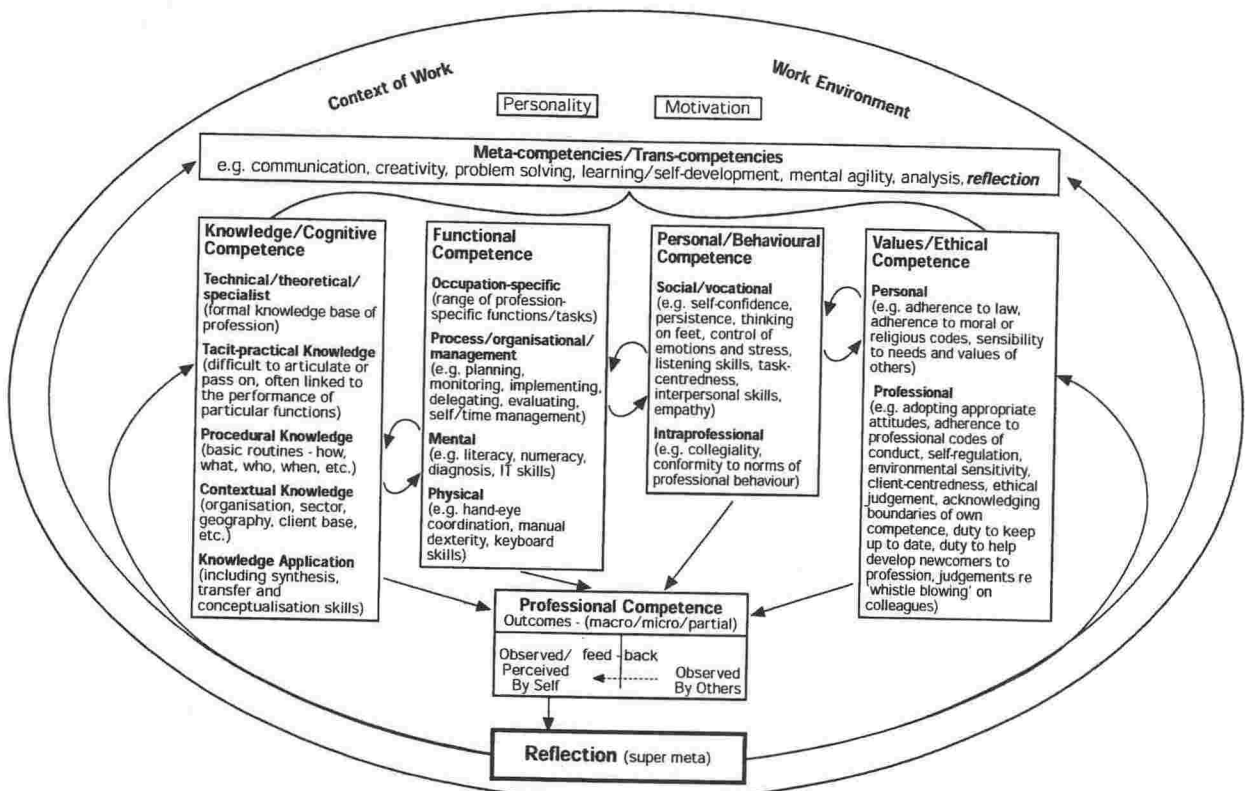 Context of Work
Work Environment
Personality
Motivation
Meta-competencies/Trans-competencies
e.g. communication, creativity, problem solving, learning/self-development, mental agility, analysis, reflection
Knowledge/Cognitive
Competence
Technical/theoretical/
specialist
(formal knowledge base of
profession)
Tacit-practical Knowledge
(difficult to articulate or
pass on, often linked to
the performance of
particular functions)
Procedural Knowledge
(basic routines - how,
what, who, when, etc.)
Contextual Knowledge
(organisation, sector,
geography, client base,
etc.)
Knowledge Application
(including synthesis,
transfer and
conceptualisation skills)
Functional
Competence
Occupation-specific
(range of profession-
specific functions/tasks)
Process/organisational/
management
(e.g. planning,
monitoring, implementing,
delegating, evaluating,
self/time management)
Mental
(e.g. literacy, numeracy,
diagnosis, IT skills)
Physical
(e.g. hand-eye
coordination, manual
dexterity, keyboard
skills)
Personal/Behavioural
Competence
Social/vocational
(e.g. self-confidence,
persistence, thinking
on feet, control of
emotions and stress,
listening skills, task-
centredness,
interpersonal skills,
empathy)
Intraprofessional
(e.g. collegiality,
conformity to norms of
professional behaviour)
Values/Ethical
Competence
Personal
(e.g. adherence to law,
adherence to moral or
religious codes, sensibility
to needs and values of
others)
Professional
(e.g. adopting appropriate
attitudes, adherence to
professional codes of
conduct, self-regulation,
environmental sensitivity,
client-centredness, ethical
judgement, acknowledging
boundaries of own
competence, duty to keep
up to date, duty to help
develop newcomers to
profession, judgements re
'whistle blowing' on
colleagues)
Professional Competence
Outcomes - (macro/micro/partial)
Observed/
Perceived
By Self
feed - back
Observed
By Others
Reflection (super meta)